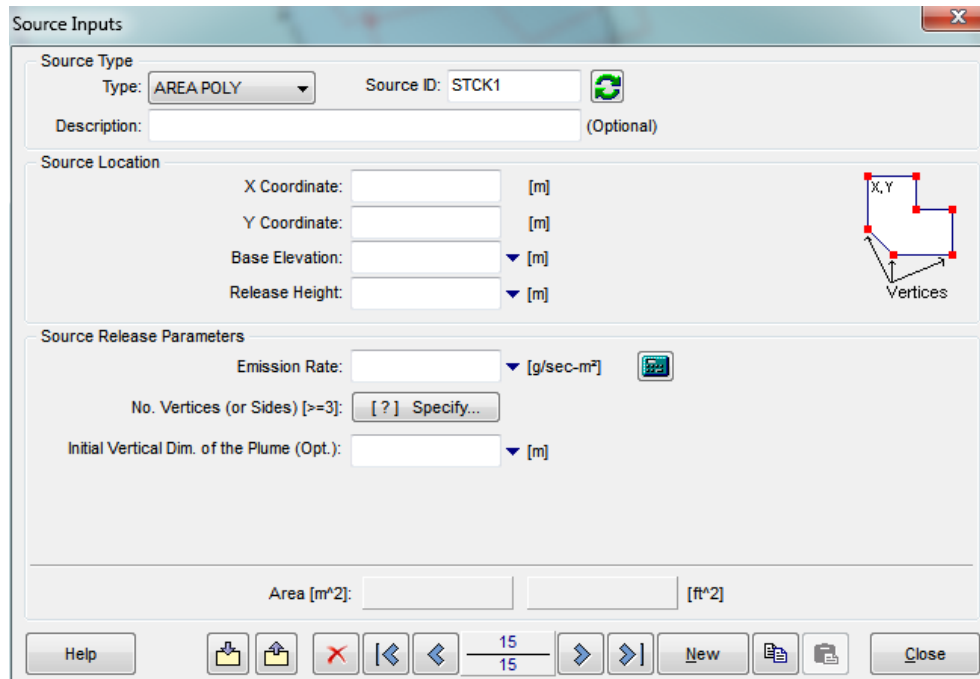 Source Inputs
Source Type
Type: AREA POLY Source ID: STCK1
Description: (Optional)
Source Location
X Coordinate: [m]
Y Coordinate: [m]
Base Elevation: [m]
Release Height: [m]
X,Y
Vertices
Source Release Parameters
Emission Rate: [g/sec-m²]
No. Vertices (or Sides) [>=3]: [ ? ] Specify...
Initial Vertical Dim. of the Plume (Opt.): [m]
Area [m^2]: [ft^2]
Help 15 New Close
15